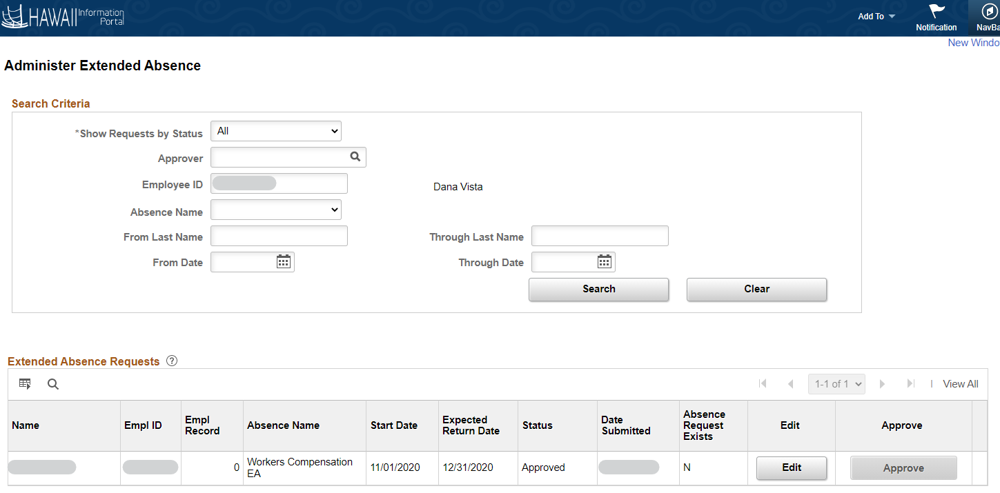 HAWAII Information
Portal
Add To
Notification
NavBa
New Windo
Administer Extended Absence
Search Criteria
*Show Requests by Status All
Approver
Employee ID Dana Vista
Absence Name
From Last Name Through Last Name
From Date Through Date
Search Clear
Extended Absence Requests ?
1-1 of 1 View All
Name Empl ID Empl Record Absence Name Start Date Expected Return Date Status Date Submitted Absence Request Exists Edit Approve
0 Workers Compensation EA 11/01/2020 12/31/2020 Approved N Edit Approve